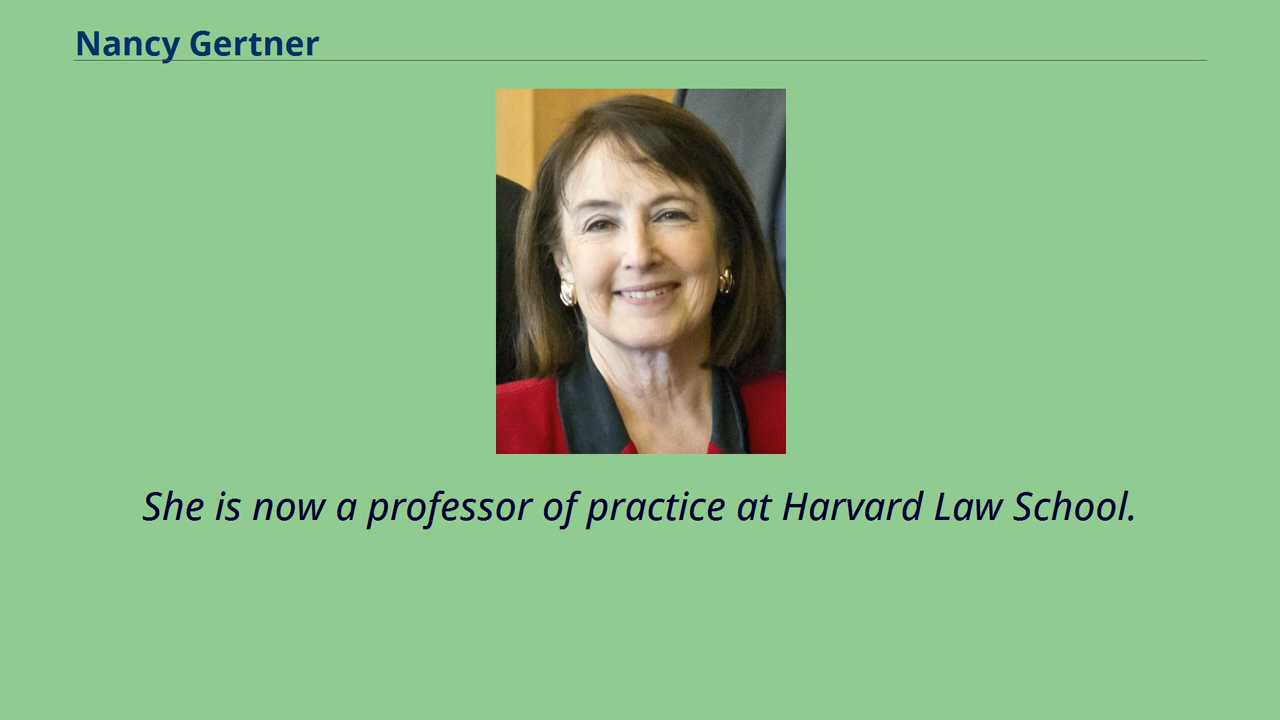 Nancy Gertner
She is now a professor of practice at Harvard Law School.